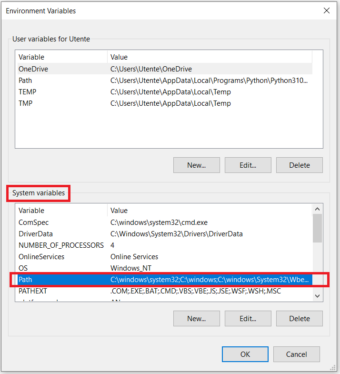 Environment Variables
User variables for Utente
Variable Value
OneDrive C:\Users\Utente\OneDrive
Path C:\Users\Utente\AppData\Local\Programs\Python\Python310...
TEMP C:\Users\Utente\AppData\Local\Temp
TMP C:\Users\Utente\AppData\Local\Temp
New... Edit... Delete
System variables
Variable Value
ComSpec C:\windows\system32\cmd.exe
DriverData C:\Windows\System32\Drivers\DriverData
NUMBER_OF_PROCESSORS 4
OnlineServices Online Services
OS Windows_NT
Path C:\windows\system32;C:\windows;C:\windows\System32\Wbe...
PATHEXT .COM;.EXE;.BAT;.CMD;.VBS;.VBE;.JS;.JSE;.WSF;.WSH;.MSC
New... Edit... Delete
OK Cancel